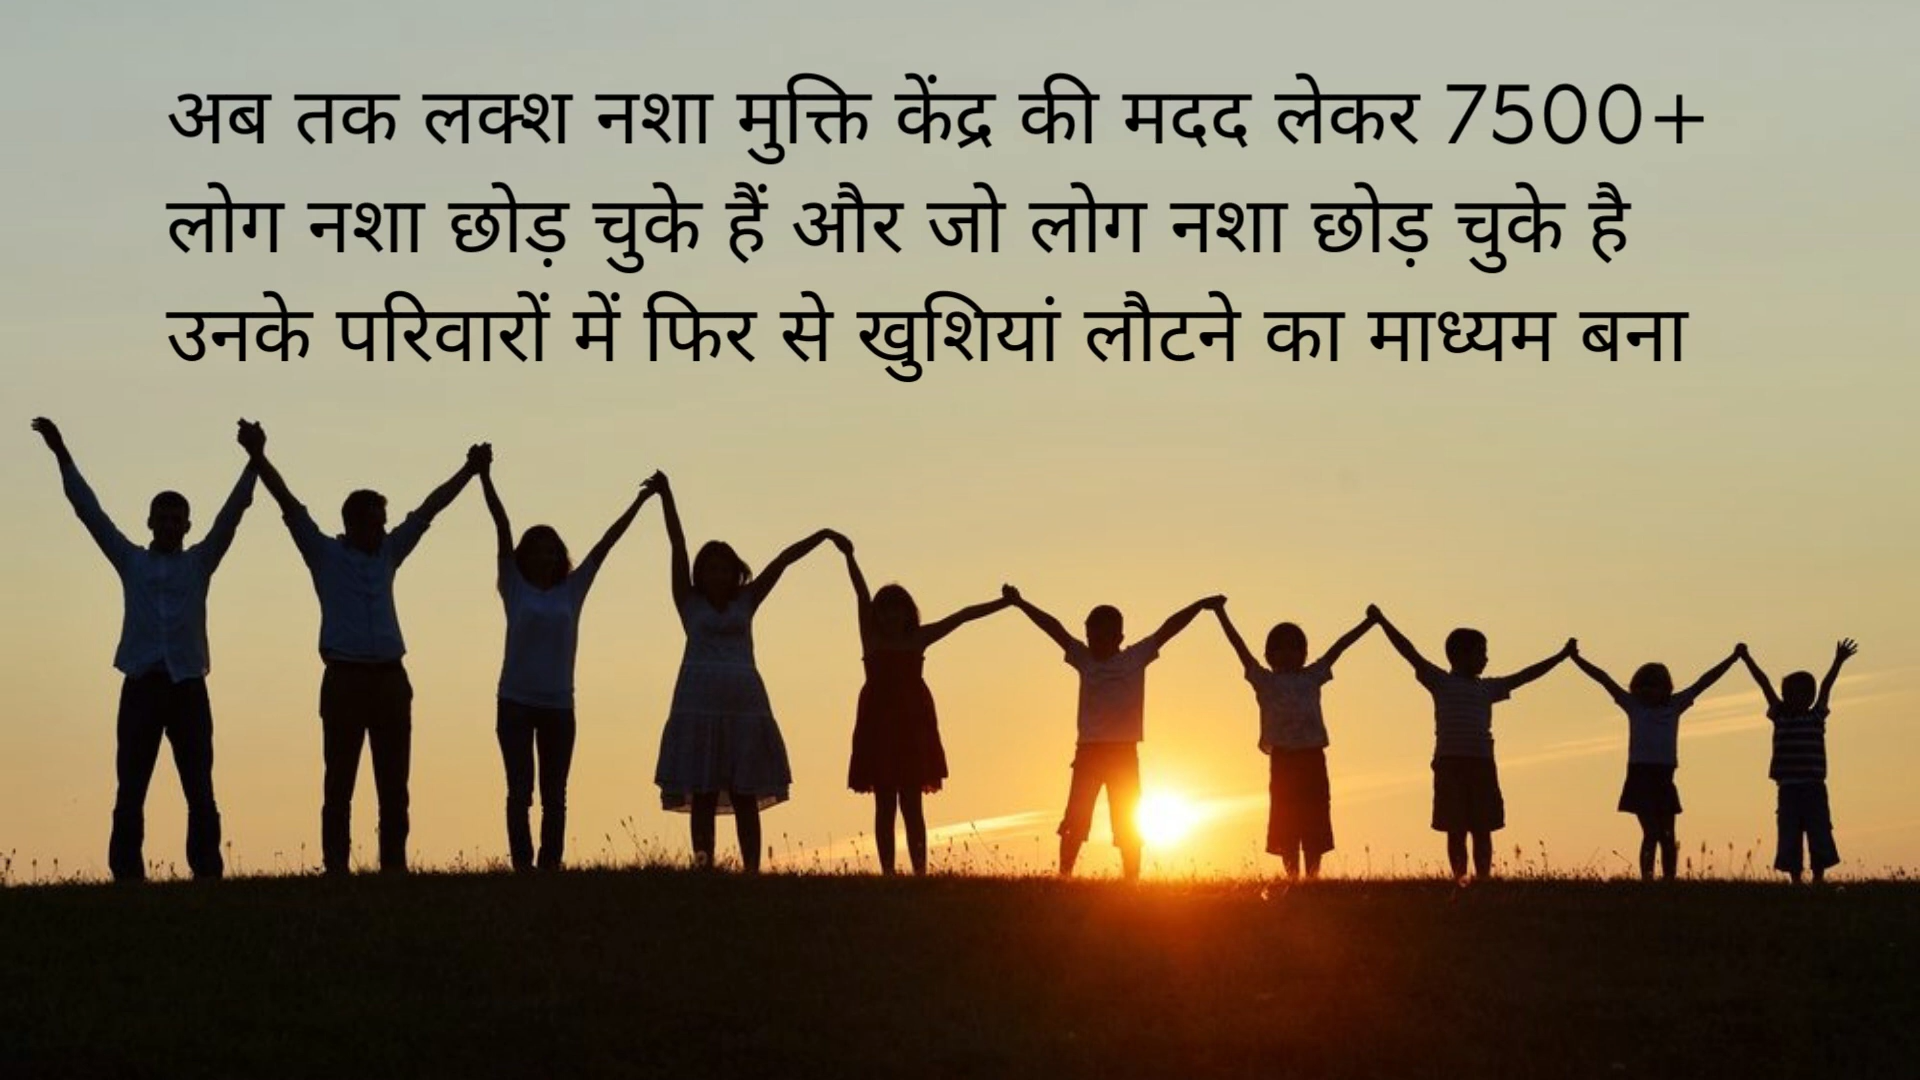 अब तक लक्श नशा मुक्ति केंद्र की मदद लेकर 7500+
लोग नशा छोड़ चुके हैं और जो लोग नशा छोड़ चुके है
उनके परिवारों में फिर से खुशियां लौटने का माध्यम बना